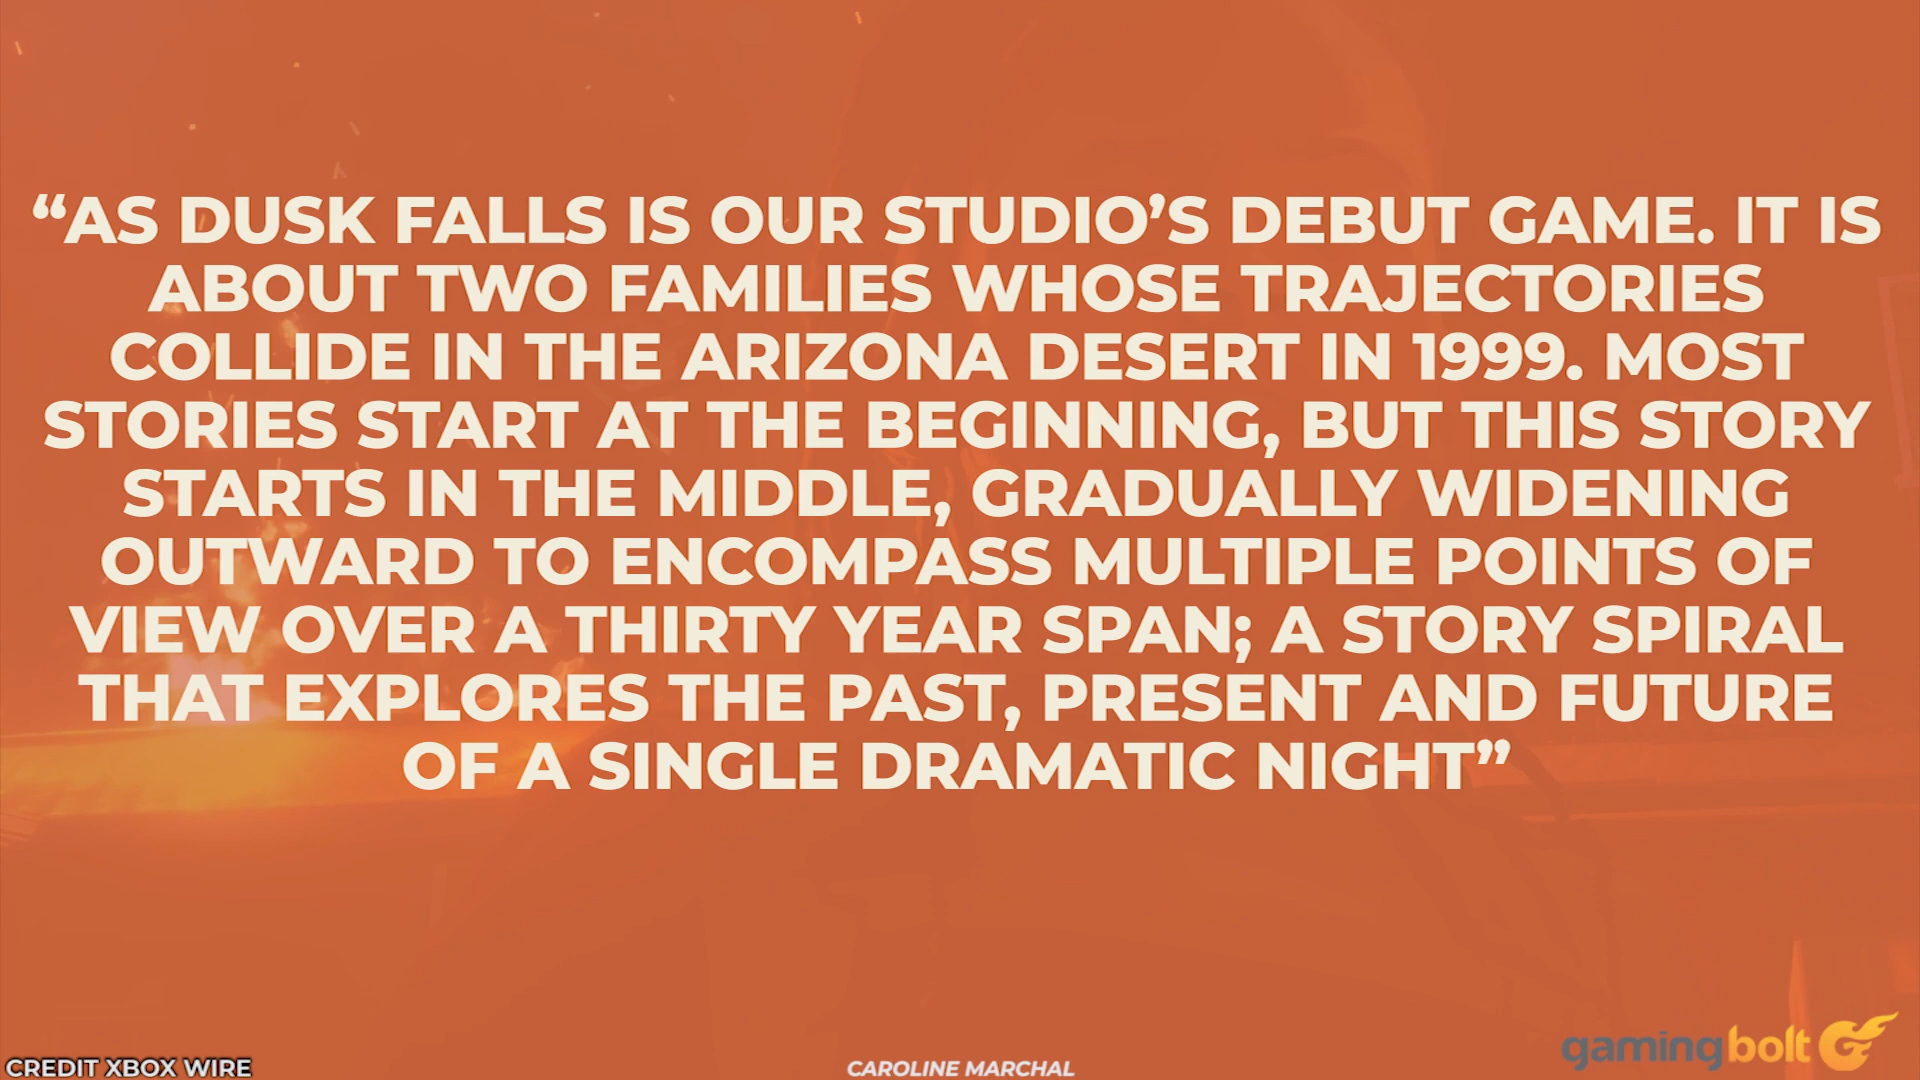 “AS DUSK FALLS IS OUR STUDIO’S DEBUT GAME. IT IS
ABOUT TWO FAMILIES WHOSE TRAJECTORIES
COLLIDE IN THE ARIZONA DESERT IN 1999. MOST
STORIES START AT THE BEGINNING, BUT THIS STORY
STARTS IN THE MIDDLE, GRADUALLY WIDENING
OUTWARD TO ENCOMPASS MULTIPLE POINTS OF
VIEW OVER A THIRTY YEAR SPAN; A STORY SPIRAL
THAT EXPLORES THE PAST, PRESENT AND FUTURE
OF A SINGLE DRAMATIC NIGHT”
CREDIT XBOX WIRE
CAROLINE MARCHAL
gamingbolt